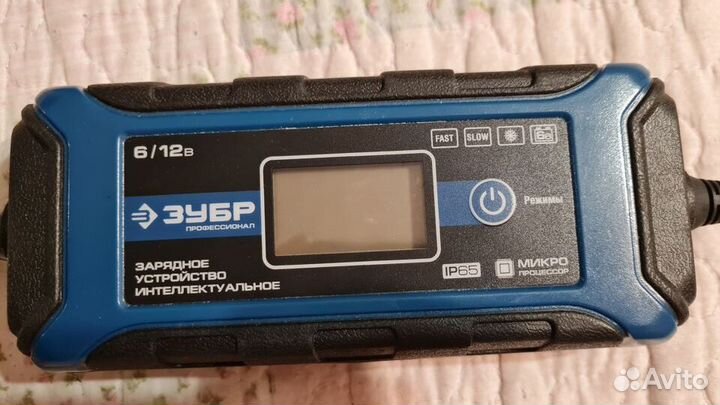 6/12В
FAST SLOW
ЗУБР
ПРОФЕССИОНАЛ
Режимы
ЗАРЯДНОЕ
УСТРОЙСТВО
ИНТЕЛЛЕКТУАЛЬНОЕ
IP65
МИКРО
ПРОЦЕССОР
Avito